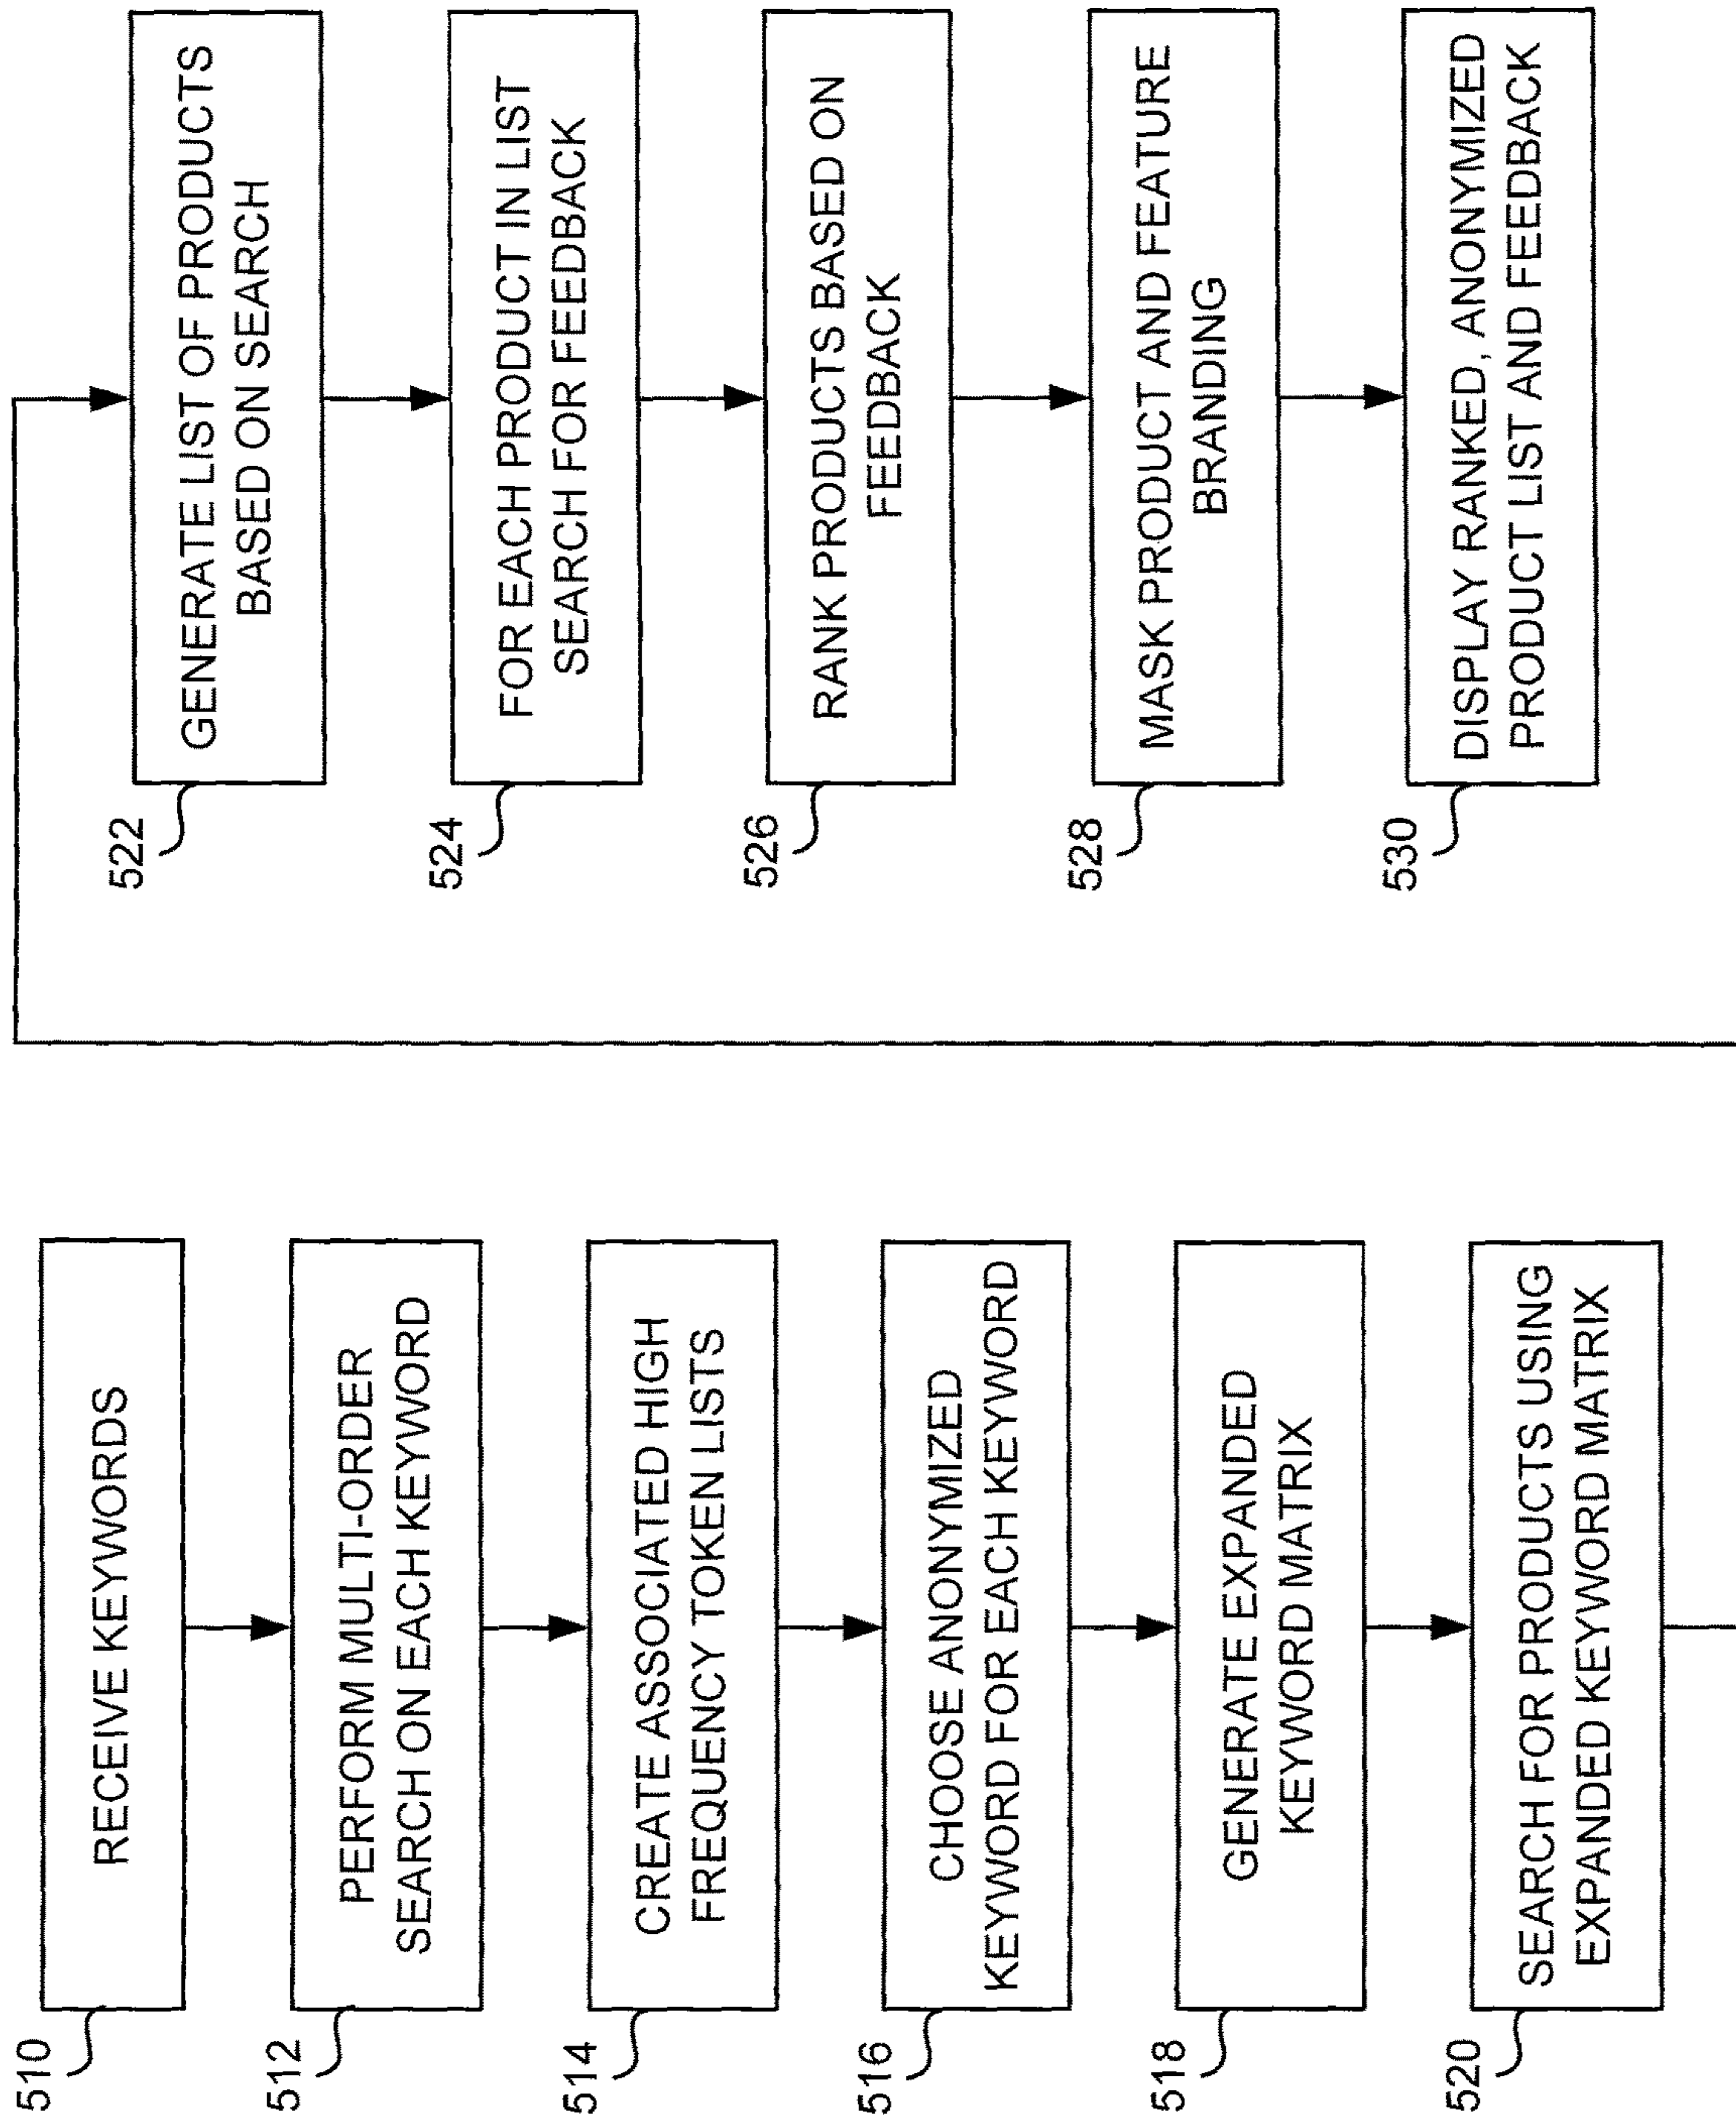 510
RECEIVE KEYWORDS
512
PERFORM MULTI-ORDER
SEARCH ON EACH KEYWORD
514
CREATE ASSOCIATED HIGH
FREQUENCY TOKEN LISTS
516
CHOOSE ANONYMIZED
KEYWORD FOR EACH KEYWORD
518
GENERATE EXPANDED
KEYWORD MATRIX
520
SEARCH FOR PRODUCTS USING
EXPANDED KEYWORD MATRIX
522
GENERATE LIST OF PRODUCTS
BASED ON SEARCH
524
FOR EACH PRODUCT IN LIST
SEARCH FOR FEEDBACK
526
RANK PRODUCTS BASED ON
FEEDBACK
528
MASK PRODUCT AND FEATURE
BRANDING
530
DISPLAY RANKED, ANONYMIZED
PRODUCT LIST AND FEEDBACK